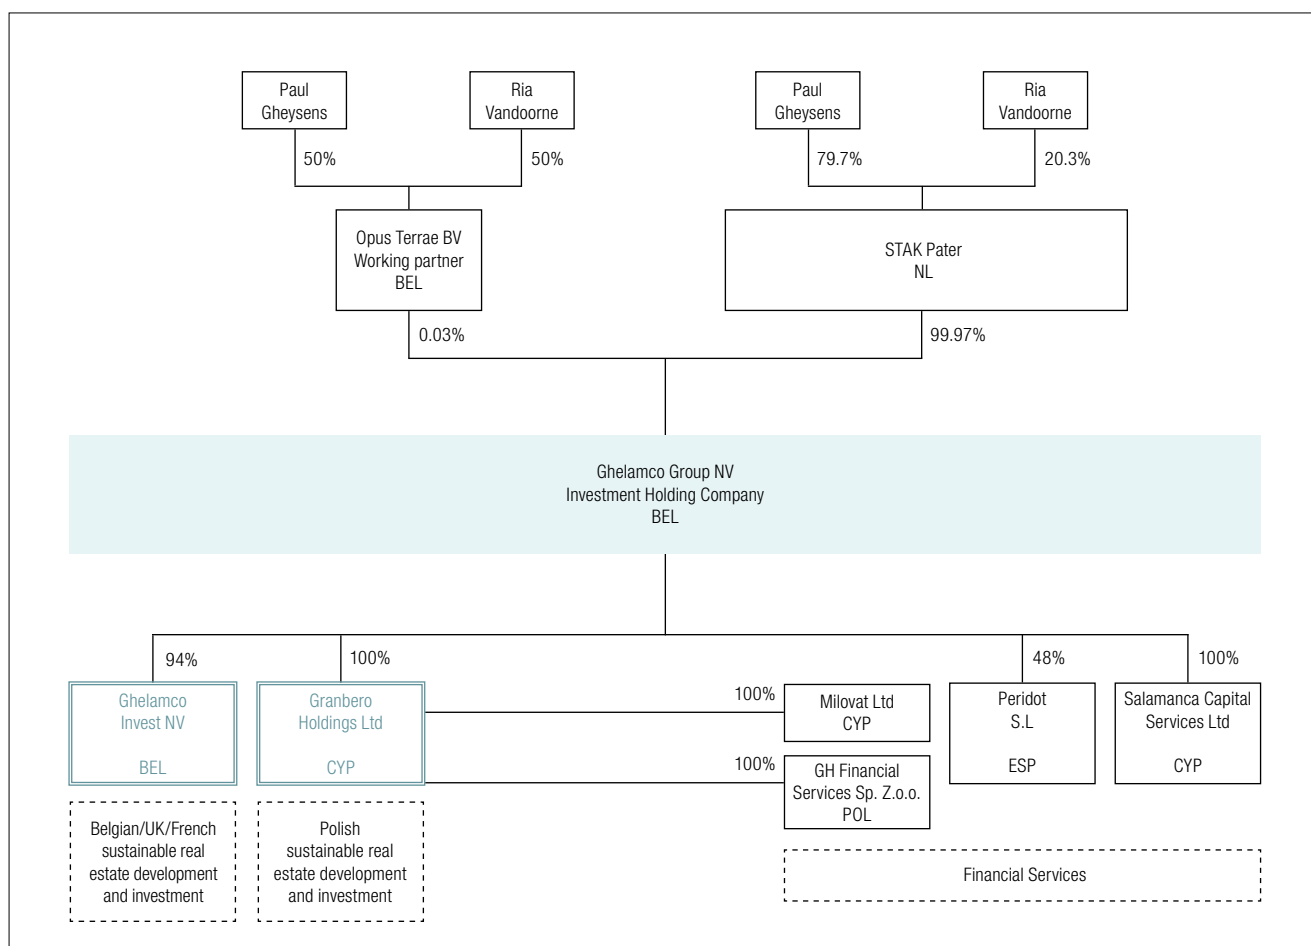 Paul
Gheysens
Ria
Vandoorne
Paul
Gheysens
Ria
Vandoorne
50%
50%
79.7%
20.3%
Opus Terrae BV
Working partner
BEL
STAK Pater
NL
0.03%
99.97%
Ghelamco Group NV
Investment Holding Company
BEL
94%
100%
48%
100%
Ghelamco
Invest NV
BEL
Granbero
Holdings Ltd
CYP
100%
Milovat Ltd
CYP
100%
GH Financial
Services Sp. Z.o.o.
POL
Peridot
S.L
ESP
Salamanca Capital
Services Ltd
CYP
Belgian/UK/French
sustainable real
estate development
and investment
Polish
sustainable real
estate development
and investment
Financial Services